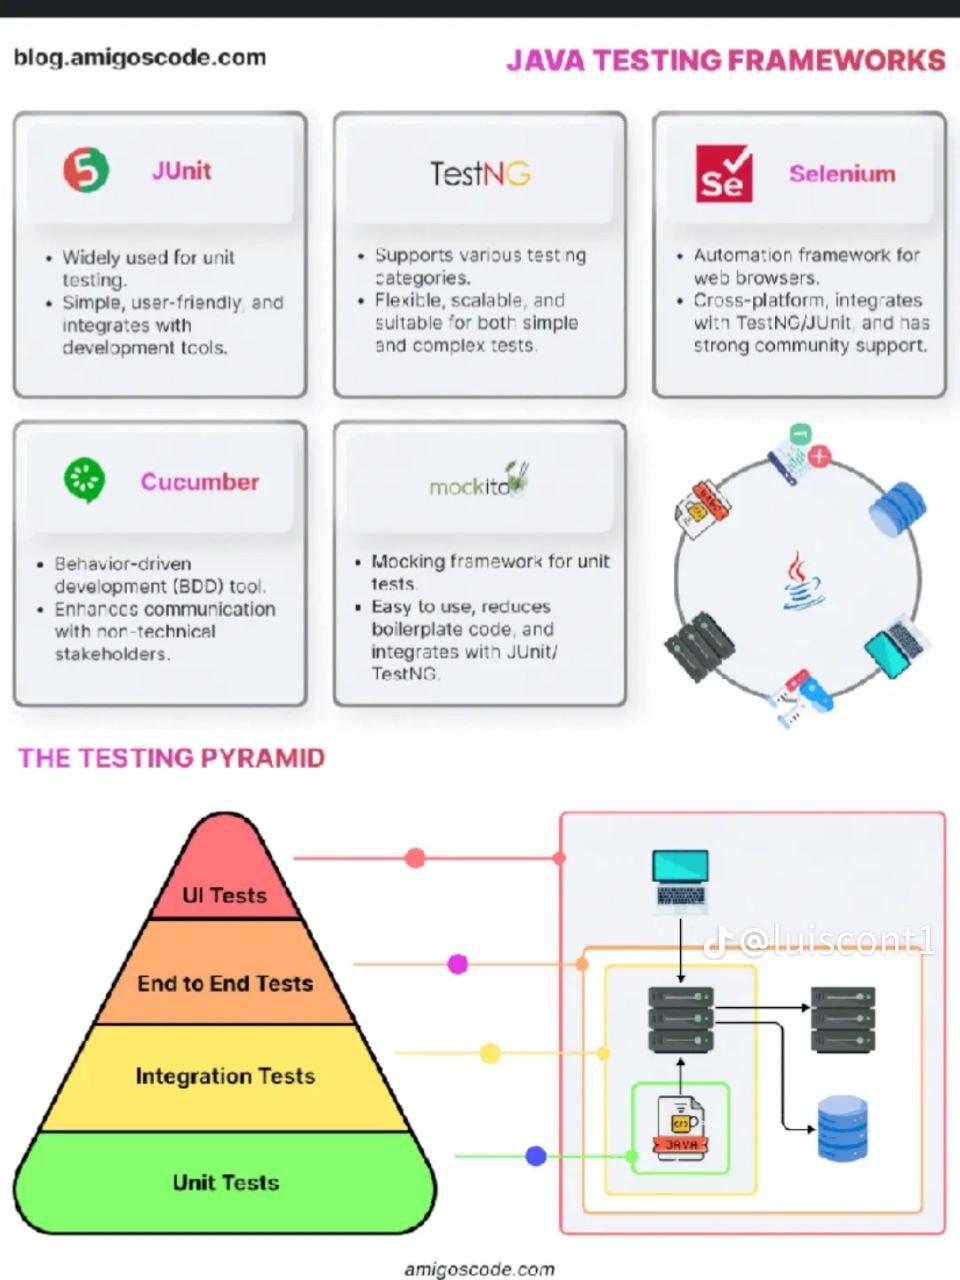 blog.amigoscode.com
JAVA TESTING FRAMEWORKS
5 JUnit
• Widely used for unit
testing.
• Simple, user-friendly, and
integrates with
development tools.
TestNG
• Supports various testing
categories.
• Flexible, scalable, and
suitable for both simple
and complex tests.
Se Selenium
• Automation framework for
web browsers.
• Cross-platform, integrates
with TestNG/JUnit, and has
strong community support.
Cucumber
• Behavior-driven
development (BDD) tool.
• Enhances communication
with non-technical
stakeholders.
mockito
• Mocking framework for unit
tests.
• Easy to use, reduces
boilerplate code, and
integrates with JUnit/
TestNG.
THE TESTING PYRAMID
UI Tests
End to End Tests
Integration Tests
Unit Tests
@luiscont1
</>
JAVA
amigoscode.com